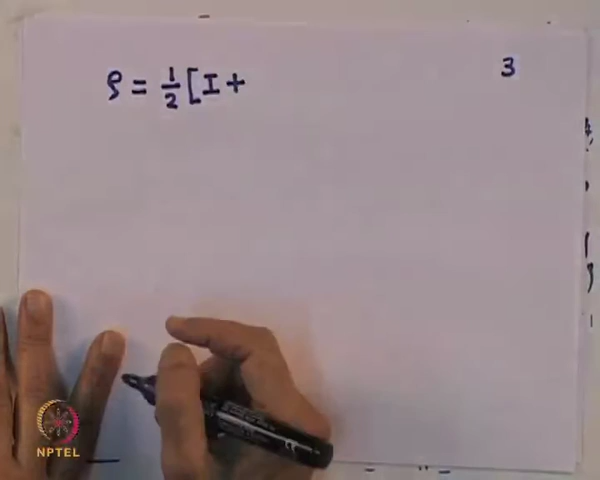 3
ρ = 1/2 [I +
NPTEL